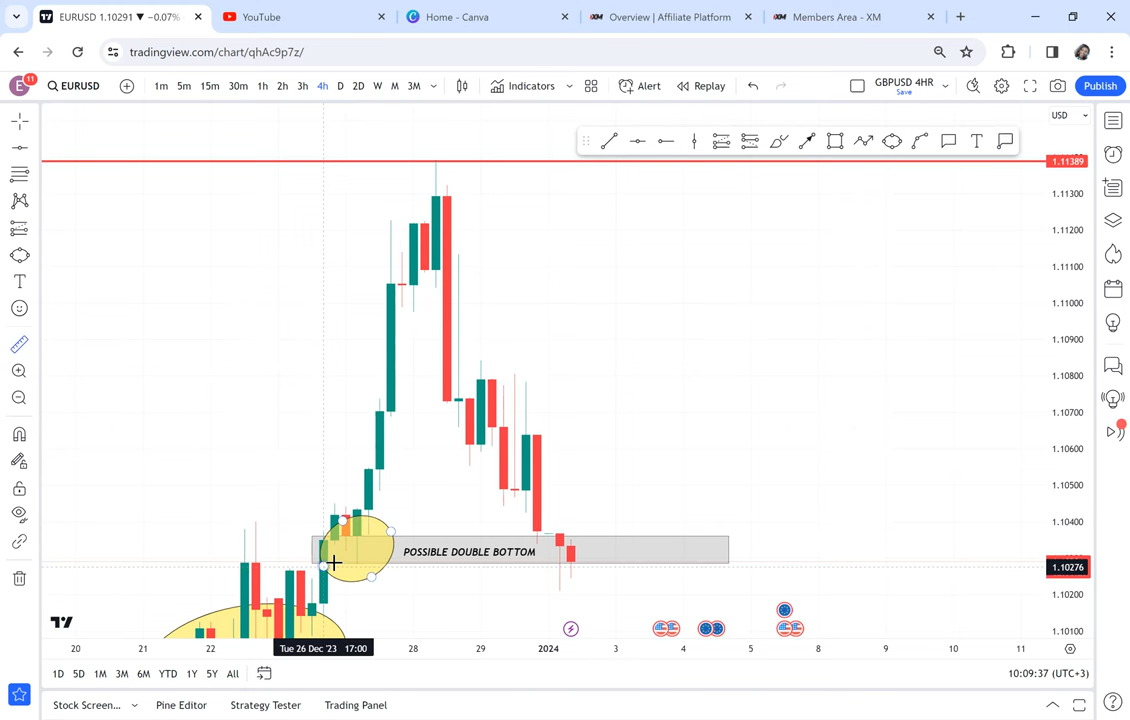 EURUSD 1.10291 ▼ −0.07%
YouTube
Home - Canva
XM Overview | Affiliate Platform
XM Members Area - XM
tradingview.com/chart/qhAc9p7z/
E 11
EURUSD
1m 5m 15m 30m 1h 2h 3h 4h D 2D W M 3M
Indicators
Alert
Replay
GBPUSD 4HR
Save
Publish
USD
T
1.11389
1.11300
1.11200
1.11100
1.11000
1.10900
1.10800
1.10700
1.10600
1.10500
1.10400
1.10276
1.10200
1.10100
POSSIBLE DOUBLE BOTTOM
20 21 22 Tue 26 Dec '23 17:00 28 29 2024 3 4 5 8 9 10 11
1D 5D 1M 3M 6M YTD 1Y 5Y All
10:09:37 (UTC+3)
Stock Screen... Pine Editor Strategy Tester Trading Panel